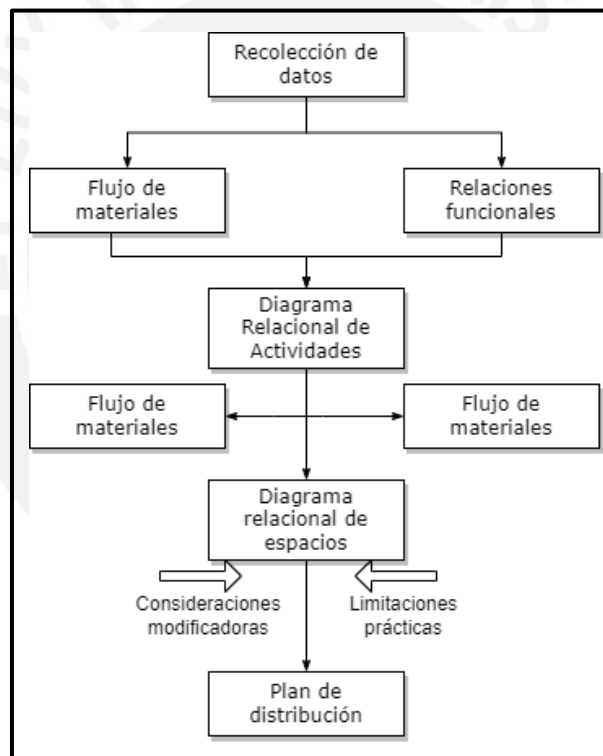 Recolección de
datos
Flujo de
materiales
Relaciones
funcionales
Diagrama
Relacional de
Actividades
Flujo de
materiales
Flujo de
materiales
Diagrama
relacional de
espacios
Consideraciones
modificadoras
Limitaciones
prácticas
Plan de
distribución